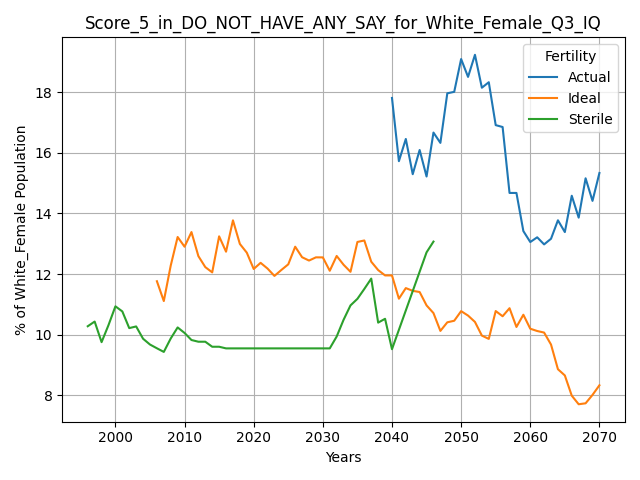 Score_5_in_DO_NOT_HAVE_ANY_SAY_for_White_Female_Q3_IQ
Fertility
Actual
Ideal
Sterile
% of White_Female Population
18
16
14
12
10
8
2000 2010 2020 2030 2040 2050 2060 2070
Years